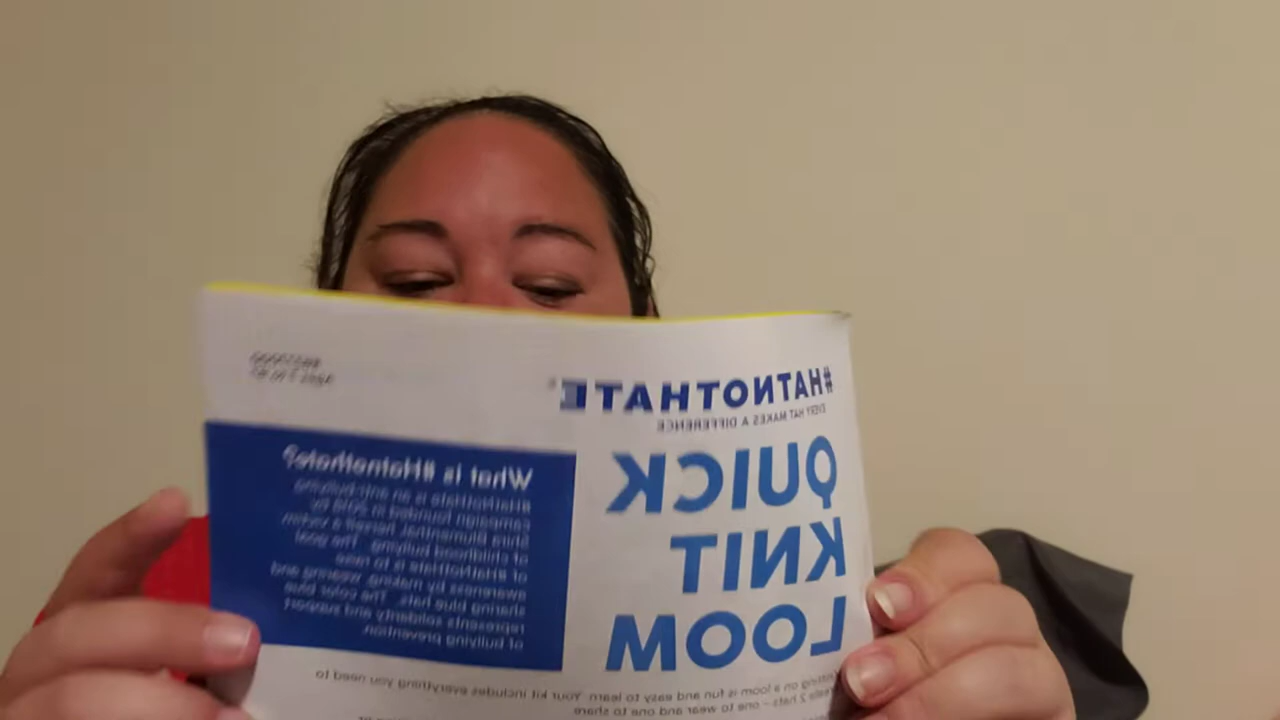 #HATNOTHATE®
EVERY HAT MAKES A DIFFERENCE
QUICK
KNIT
LOOM
What is #Hatnothate?
#HatNotHate is an anti-bullying
campaign founded in 2018 by
Shira Blumenthal, herself a victim
of childhood bullying. The goal
of #HatNotHate is to raise
awareness by making, wearing and
sharing blue hats. The color blue
represents solidarity and support
of bullying prevention.
Knitting on a loom is fun and easy to learn. Your kit includes everything you need to
2 hats – one to wear and one to share